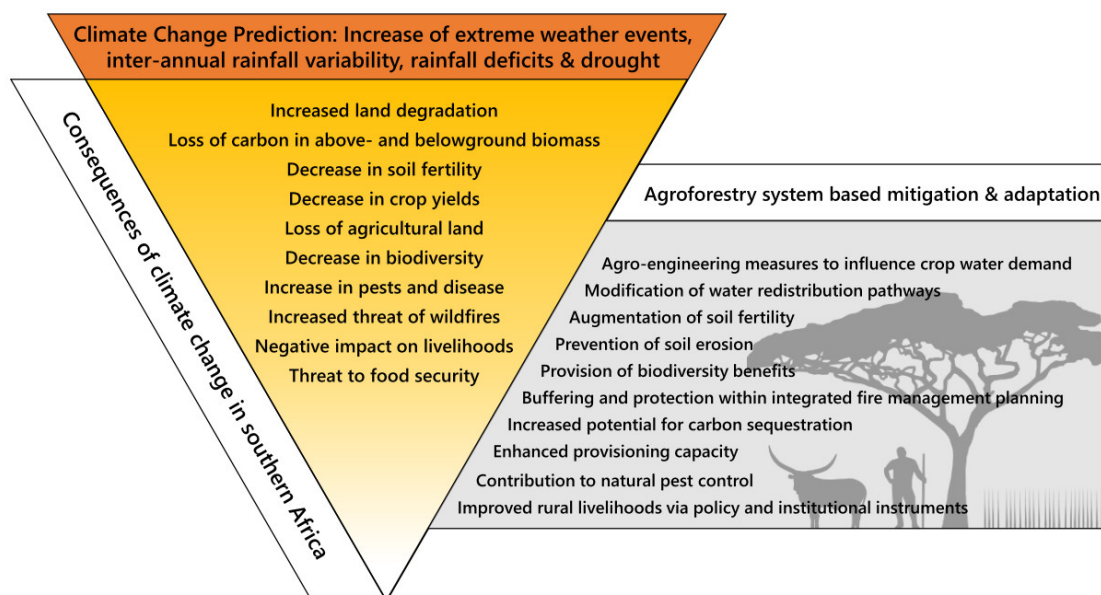 Climate Change Prediction: Increase of extreme weather events,
inter-annual rainfall variability, rainfall deficits & drought
Consequences of climate change in southern Africa
Increased land degradation
Loss of carbon in above- and belowground biomass
Decrease in soil fertility
Decrease in crop yields
Loss of agricultural land
Decrease in biodiversity
Increase in pests and disease
Increased threat of wildfires
Negative impact on livelihoods
Threat to food security
Agroforestry system based mitigation & adaptation
Agro-engineering measures to influence crop water demand
Modification of water redistribution pathways
Augmentation of soil fertility
Prevention of soil erosion
Provision of biodiversity benefits
Buffering and protection within integrated fire management planning
Increased potential for carbon sequestration
Enhanced provisioning capacity
Contribution to natural pest control
Improved rural livelihoods via policy and institutional instruments